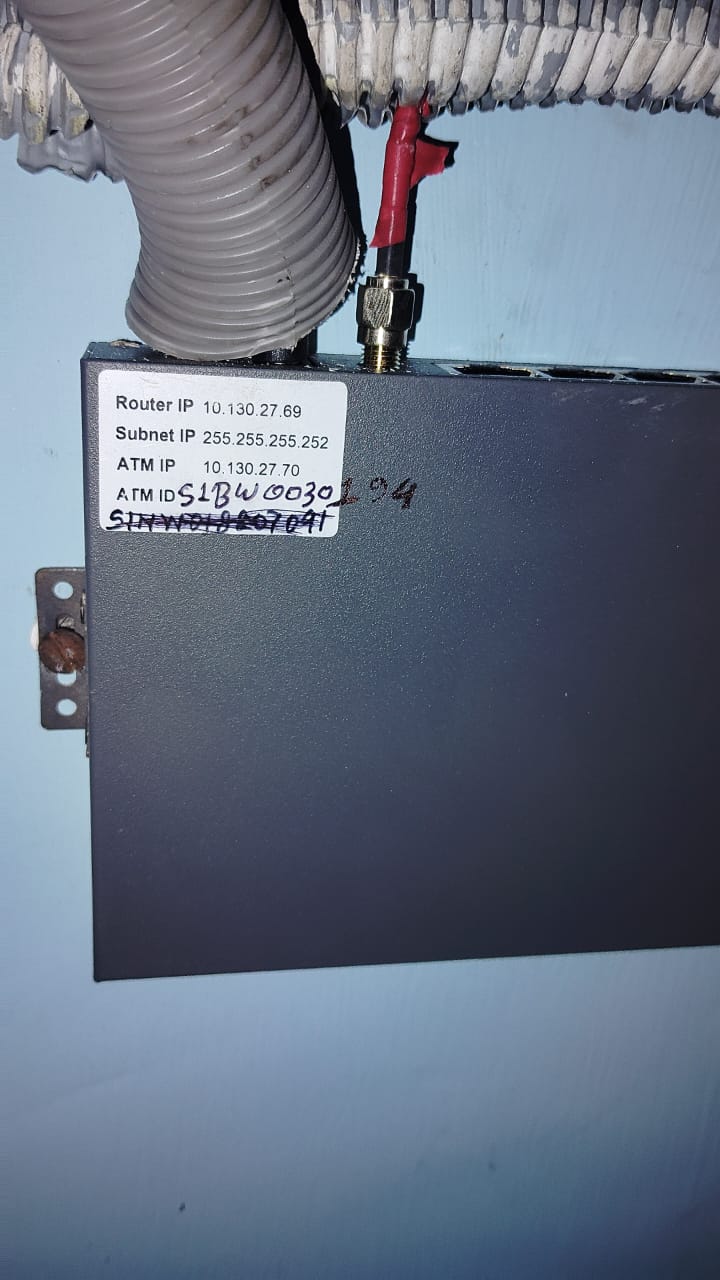 Router IP 10.130.27.69
Subnet IP 255.255.255.252
ATM IP 10.130.27.70
ATM ID S1BW0030194